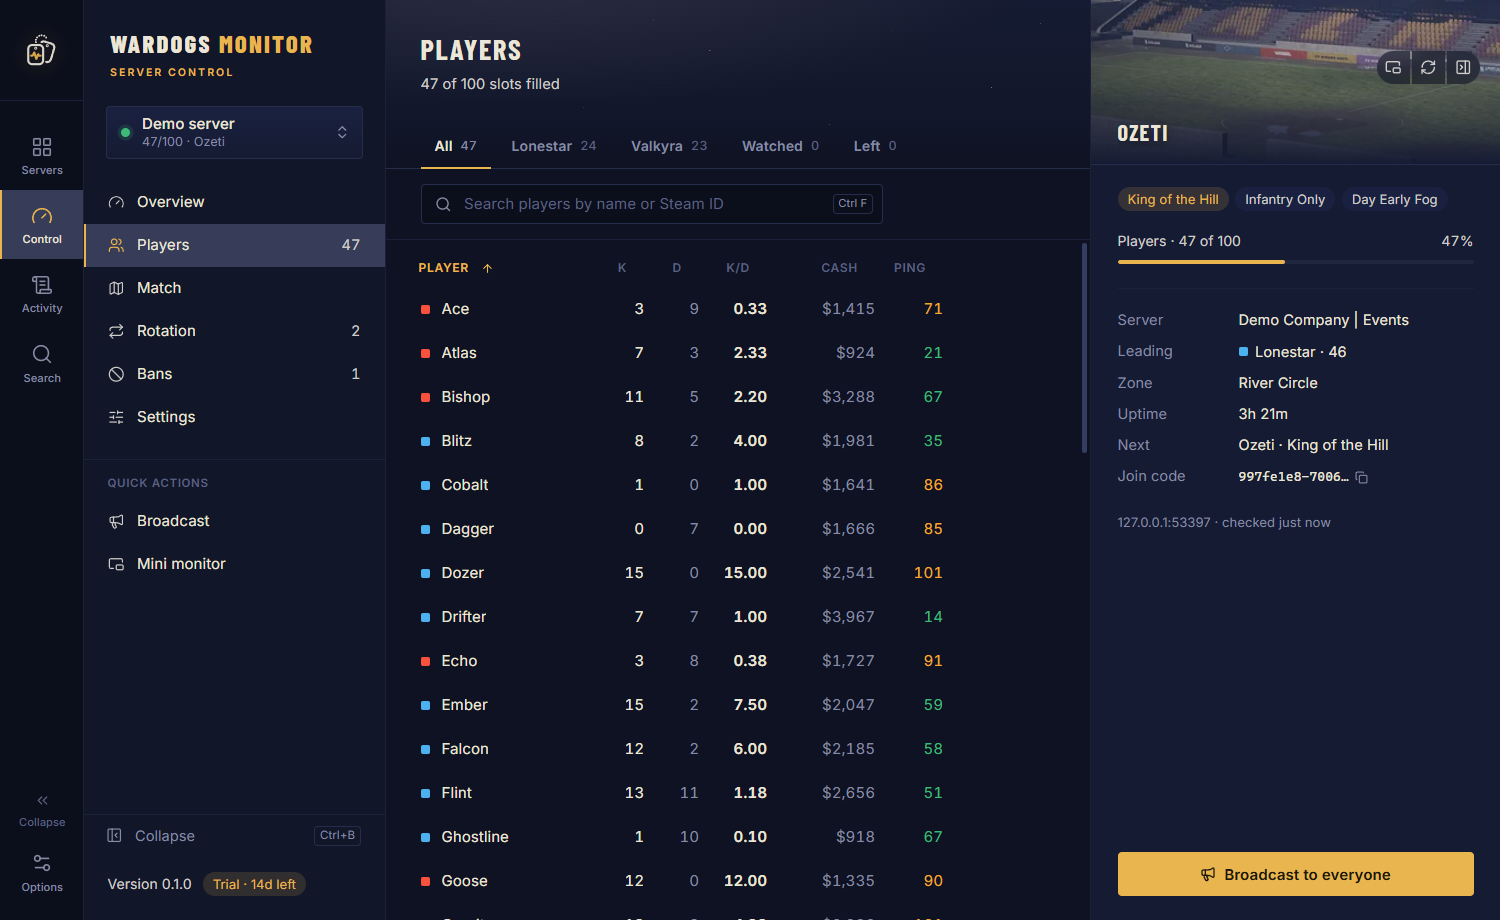 WARDOGS MONITOR
SERVER CONTROL
Demo server
47/100 · Ozeti
Servers
Control
Activity
Search
Collapse
Options
Overview
Players 47
Match
Rotation 2
Bans 1
Settings
QUICK ACTIONS
Broadcast
Mini monitor
Collapse Ctrl+B
Version 0.1.0 Trial · 14d left
PLAYERS
47 of 100 slots filled
All 47 Lonestar 24 Valkyra 23 Watched 0 Left 0
Search players by name or Steam ID Ctrl F
PLAYER K D K/D CASH PING
Ace 3 9 0.33 $1,415 71
Atlas 7 3 2.33 $924 21
Bishop 11 5 2.20 $3,288 67
Blitz 8 2 4.00 $1,981 35
Cobalt 1 0 1.00 $1,641 86
Dagger 0 7 0.00 $1,666 85
Dozer 15 0 15.00 $2,541 101
Drifter 7 7 1.00 $3,967 14
Echo 3 8 0.38 $1,727 91
Ember 15 2 7.50 $2,047 59
Falcon 12 2 6.00 $2,185 58
Flint 13 11 1.18 $2,656 51
Ghostline 1 10 0.10 $918 67
Goose 12 0 12.00 $1,335 90
OZETI
King of the Hill Infantry Only Day Early Fog
Players · 47 of 100 47%
Server Demo Company | Events
Leading Lonestar · 46
Zone River Circle
Uptime 3h 21m
Next Ozeti · King of the Hill
Join code 997fe1e8-7006…
127.0.0.1:53397 · checked just now
Broadcast to everyone